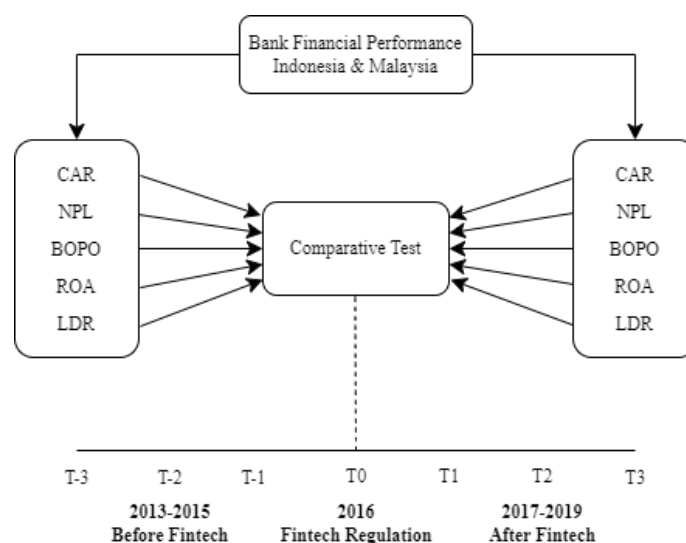 Bank Financial Performance
Indonesia & Malaysia
CAR
NPL
BOPO
ROA
LDR
Comparative Test
CAR
NPL
BOPO
ROA
LDR
T-3 T-2 T-1 T0 T1 T2 T3
2013-2015 2016 2017-2019
Before Fintech Fintech Regulation After Fintech